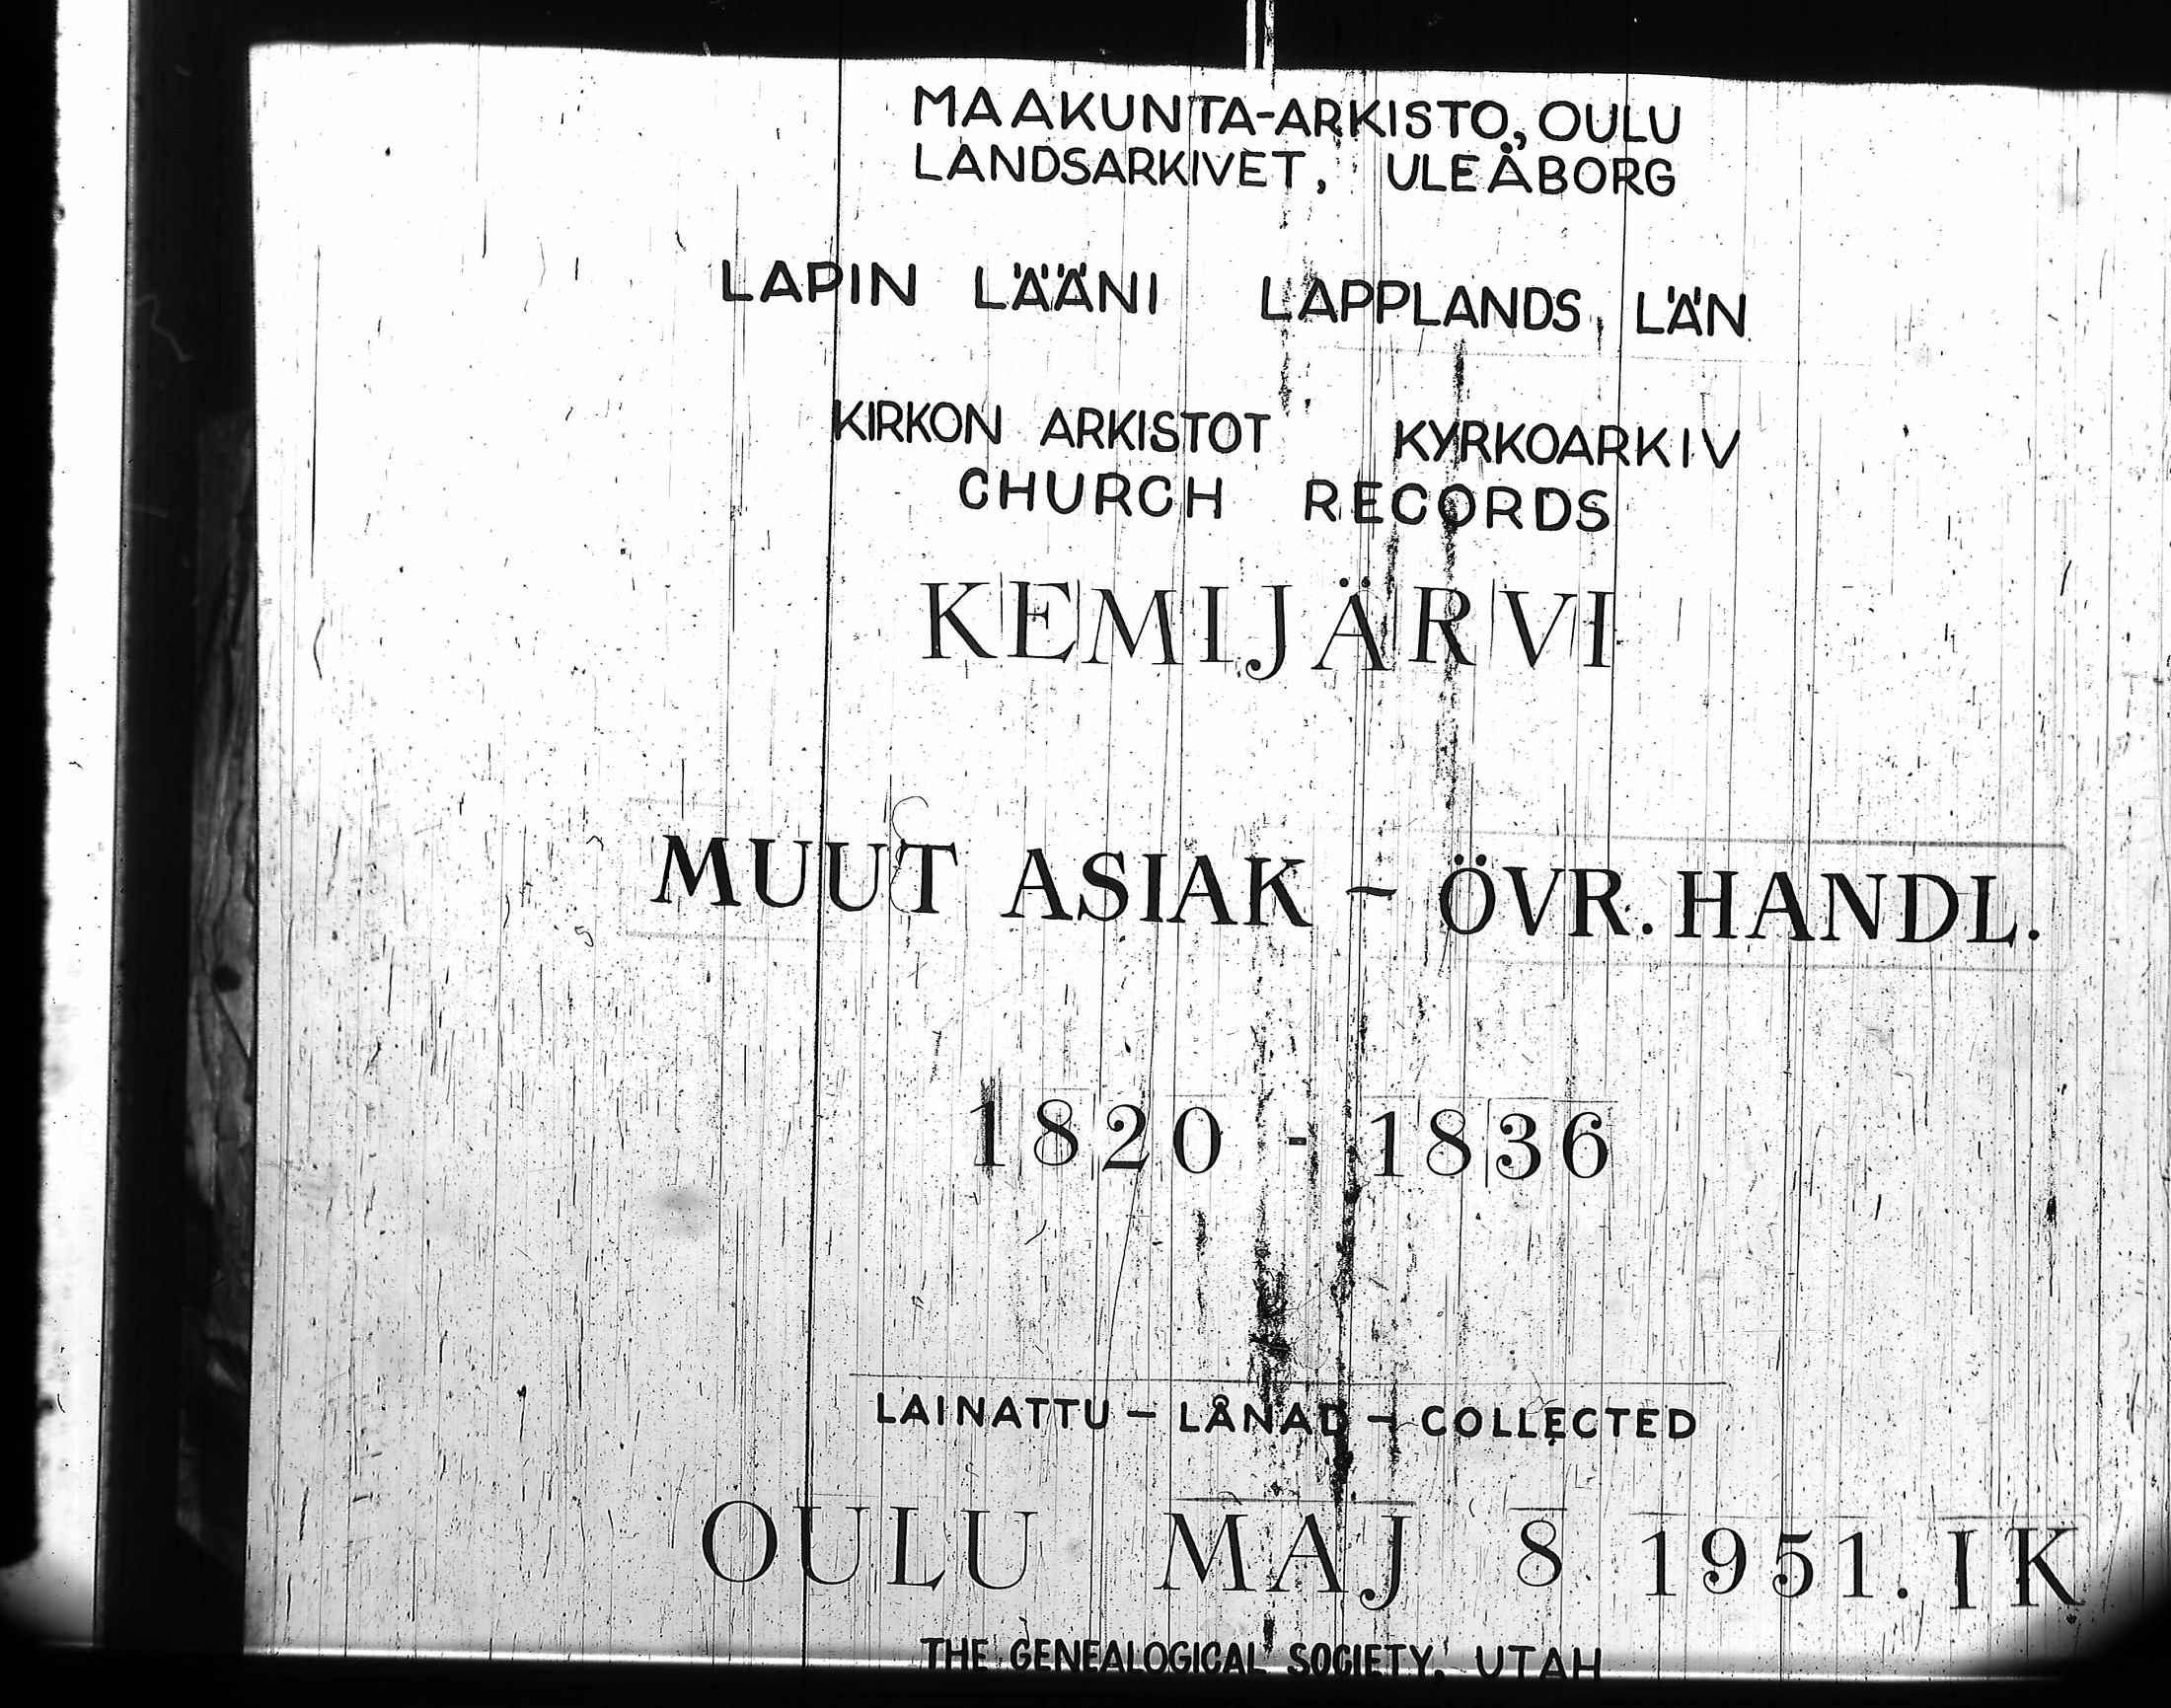 MAAKUNTA-ARKISTO, OULU
LANDSARKIVET, ULEÅBORG
LAPIN LÄÄNI LAPPLANDS LÄN
KIRKON ARKISTOT KYRKOARKIV
CHURCH RECORDS
KEMIJÄRVI
MUUT ASIAK - ÖVR. HANDL.
1820 - 1836
LAINATTU - LÅNAD - COLLECTED
OULU MAJ 8 1951. IK
THE GENEALOGICAL SOCIETY, UTAH